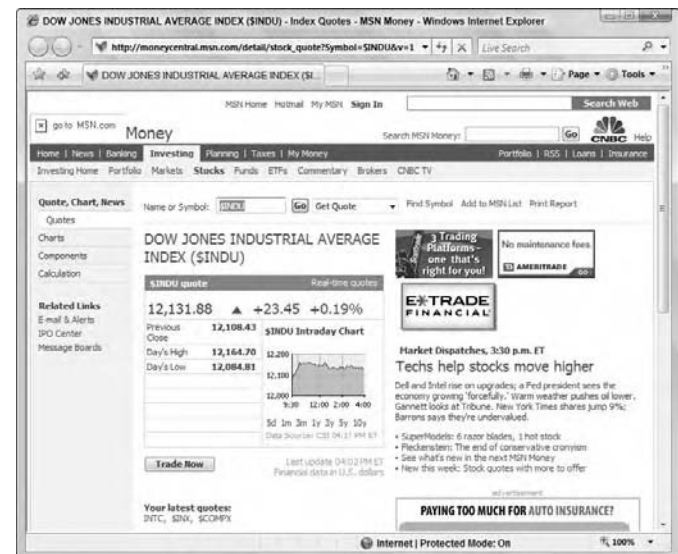 DOW JONES INDUSTRIAL AVERAGE INDEX ($INDU) - Index Quotes - MSN Money - Windows Internet Explorer
http://moneycentral.msn.com/detail/stock_quote?Symbol=$INDU&v=1
Live Search
DOW JONES INDUSTRIAL AVERAGE INDEX ($I...
Page
Tools
MSN Home Hotmail My MSN Sign In
Search Web
go to MSN.com
Money
Search MSN Money:
Go
CNBC
Help
Home | News | Banking Investing Planning | Taxes | My Money
Portfolio | RSS | Loans | Insurance
Investing Home Portfolio Markets Stocks Funds ETFs Commentary Brokers CNBC TV
Quote, Chart, News
Quotes
Charts
Components
Calculation
Related Links
E-mail & Alerts
IPO Center
Message Boards
Name or Symbol: $INDU Go Get Quote
Find Symbol Add to MSN List Print Report
DOW JONES INDUSTRIAL AVERAGE
INDEX ($INDU)
$INDU quote Real-time quotes
12,131.88 ▲ +23.45 +0.19%
Previous Close 12,108.43
Day's High 12,164.70
Day's Low 12,084.81
$INDU Intraday Chart
12,200
12,100
12,000
9:30 12:00 2:00 4:00
5d 1m 3m 1y 3y 5y 10y
Data Source: CSI 04:11 PM ET
Trade Now
Last update 04:02 PM ET
Financial data in U.S. dollars
Your latest quotes:
INTC, $INX, $COMPX
3 Trading
Platforms –
one that's
right for you!
No maintenance fees.
AMERITRADE
GO
E*TRADE
FINANCIAL
Market Dispatches, 3:30 p.m. ET
Techs help stocks move higher
Dell and Intel rise on upgrades; a Fed president sees the
economy growing 'forcefully.' Warm weather pushes oil lower.
Gannett looks at Tribune. New York Times shares jump 9%;
Barrons says they're undervalued.
• SuperModels: 6 razor blades, 1 hot stock
• Fleckenstein: The end of conservative cronyism
• See what's new in the next MSN Money
• New this week: Stock quotes with more to offer
advertisement
PAYING TOO MUCH FOR AUTO INSURANCE?
Internet | Protected Mode: On
100%